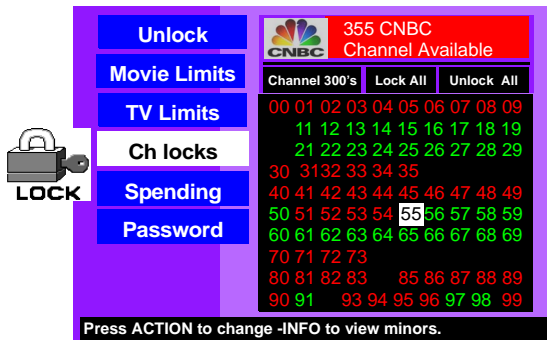 Unlock
Movie Limits
TV Limits
Ch locks
Spending
Password
LOCK
CNBC
355 CNBC
Channel Available
Channel 300's Lock All Unlock All
00 01 02 03 04 05 06 07 08 09
11 12 13 14 15 16 17 18 19
21 22 23 24 25 26 27 28 29
30 31 32 33 34 35
40 41 42 43 44 45 46 47 48 49
50 51 52 53 54 55 56 57 58 59
60 61 62 63 64 65 66 67 68 69
70 71 72 73
80 81 82 83 85 86 87 88 89
90 91 93 94 95 96 97 98 99
Press ACTION to change -INFO to view minors.